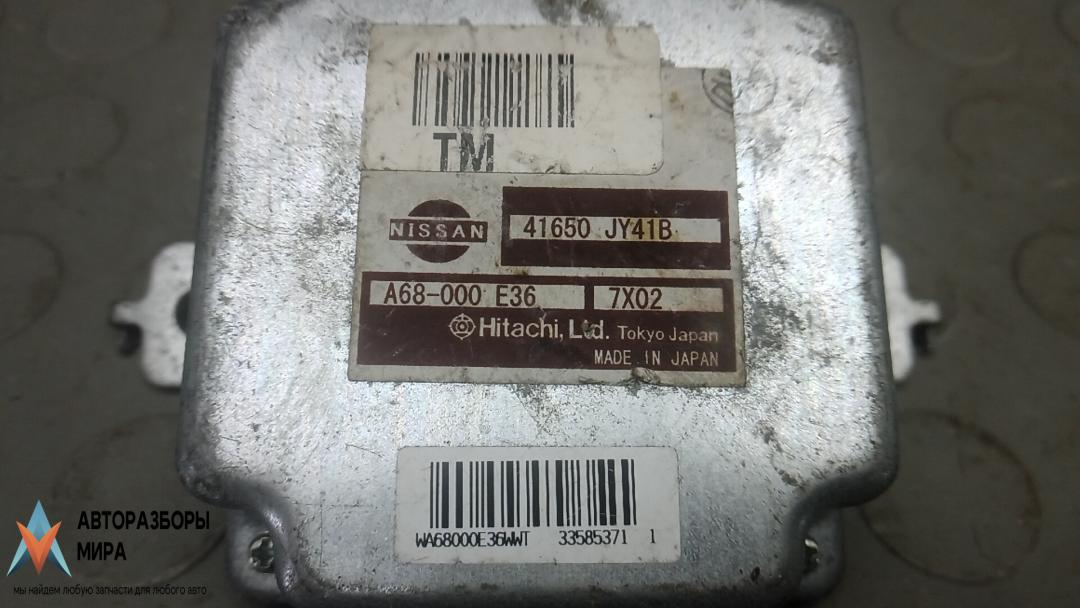 TM
NISSAN
41650 JY41B
A68-000 E36 7X02
Hitachi, Ltd. Tokyo Japan
MADE IN JAPAN
WA68000E36WWT 33585371 1
АВТОРАЗБОРЫ
МИРА
мы найдем любую запчасти для любого авто